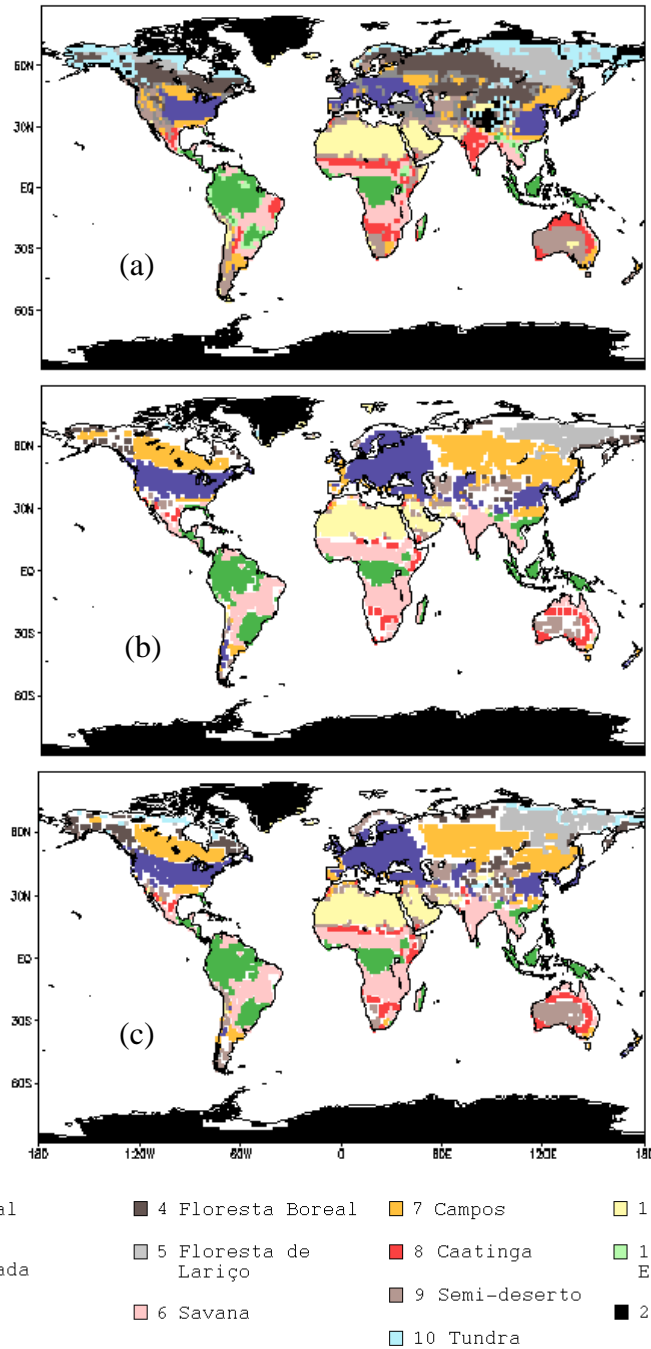 60N
30N
EQ
30S
60S
(a)
60N
30N
EQ
30S
60S
(b)
60N
30N
EQ
30S
60S
(c)
180 120W 60W 0 60E 120E 180
4 Floresta Boreal
5 Floresta de
Lariço
6 Savana
7 Campos
8 Caatinga
9 Semi-deserto
10 Tundra